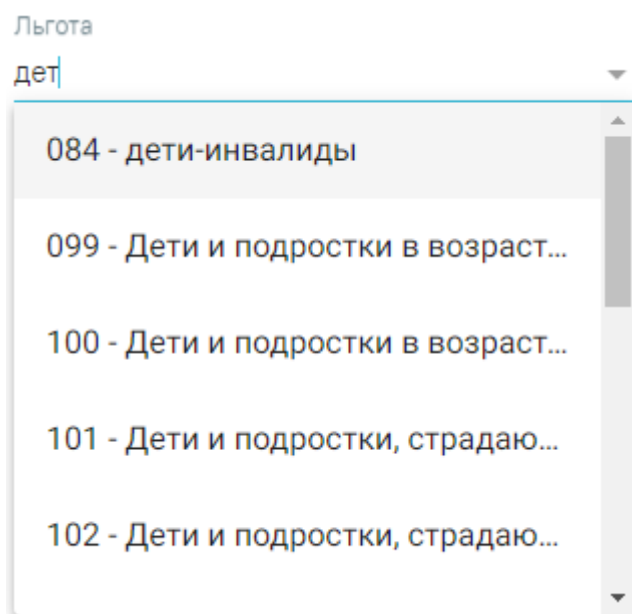 Льгота
дет
084 - дети-инвалиды
099 - Дети и подростки в возраст...
100 - Дети и подростки в возраст...
101 - Дети и подростки, страдаю...
102 - Дети и подростки, страдаю...